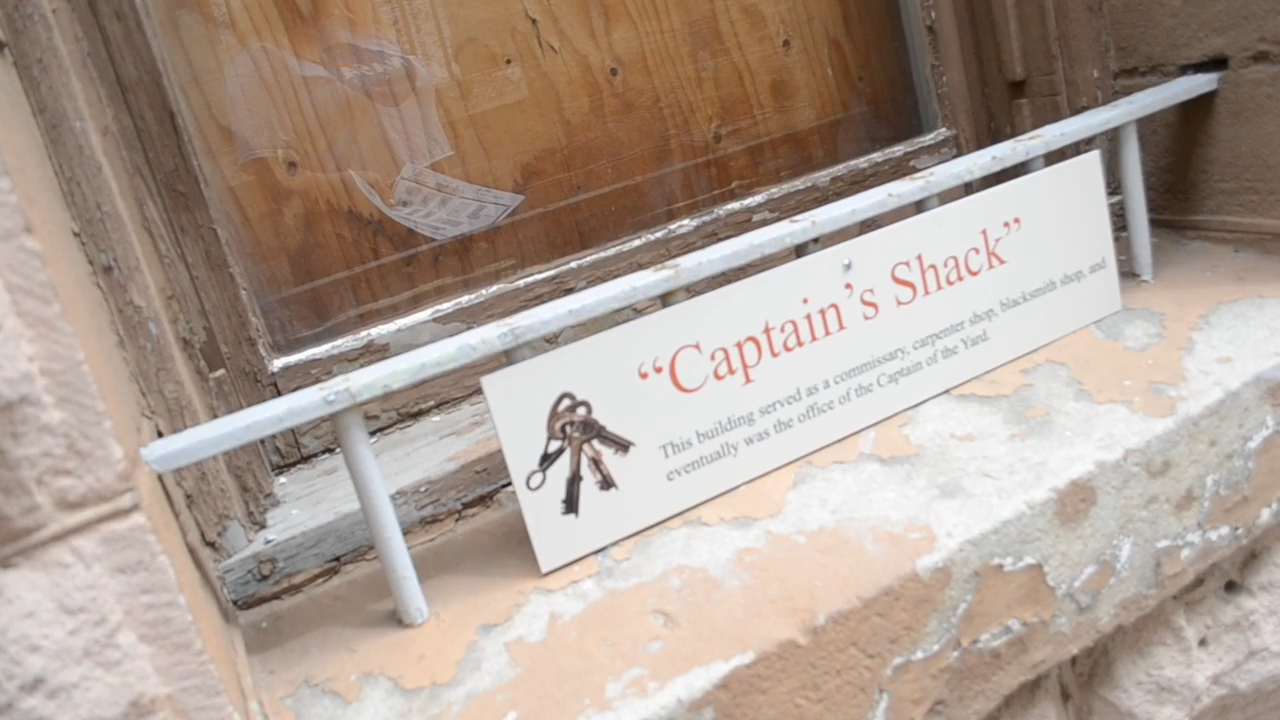 “Captain’s Shack”
This building served as a commissary, carpenter shop, blacksmith shop, and
eventually was the office of the Captain of the Yard.